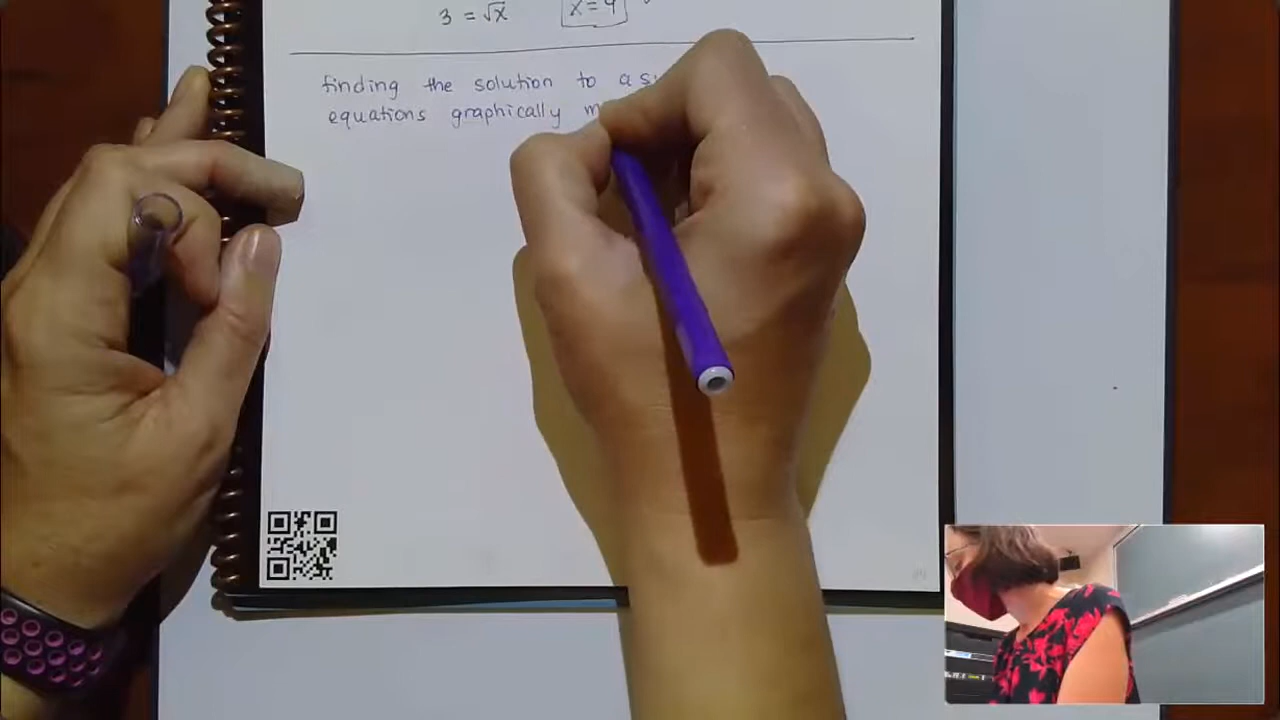 3 = √x x = 9
finding the solution to a
equations graphically